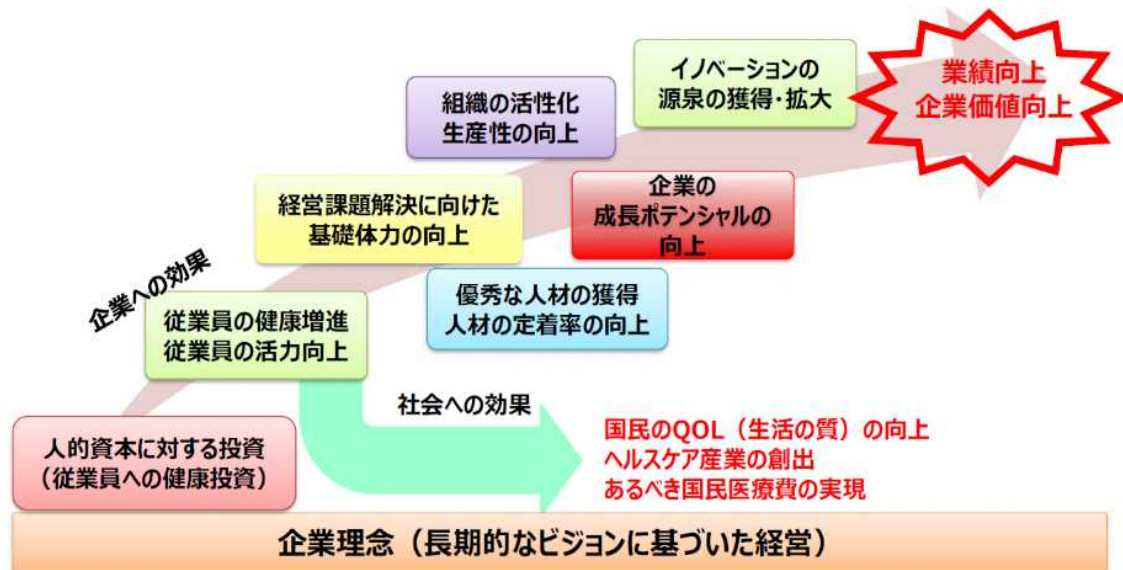 イノベーションの
源泉の獲得・拡大
業績向上
企業価値向上
組織の活性化
生産性の向上
経営課題解決に向けた
基礎体力の向上
企業の
成長ポテンシャルの
向上
企業への効果
従業員の健康増進
従業員の活力向上
優秀な人材の獲得
人材の定着率の向上
社会への効果
人的資本に対する投資
（従業員への健康投資）
国民のQOL（生活の質）の向上
ヘルスケア産業の創出
あるべき国民医療費の実現
企業理念（長期的なビジョンに基づいた経営）